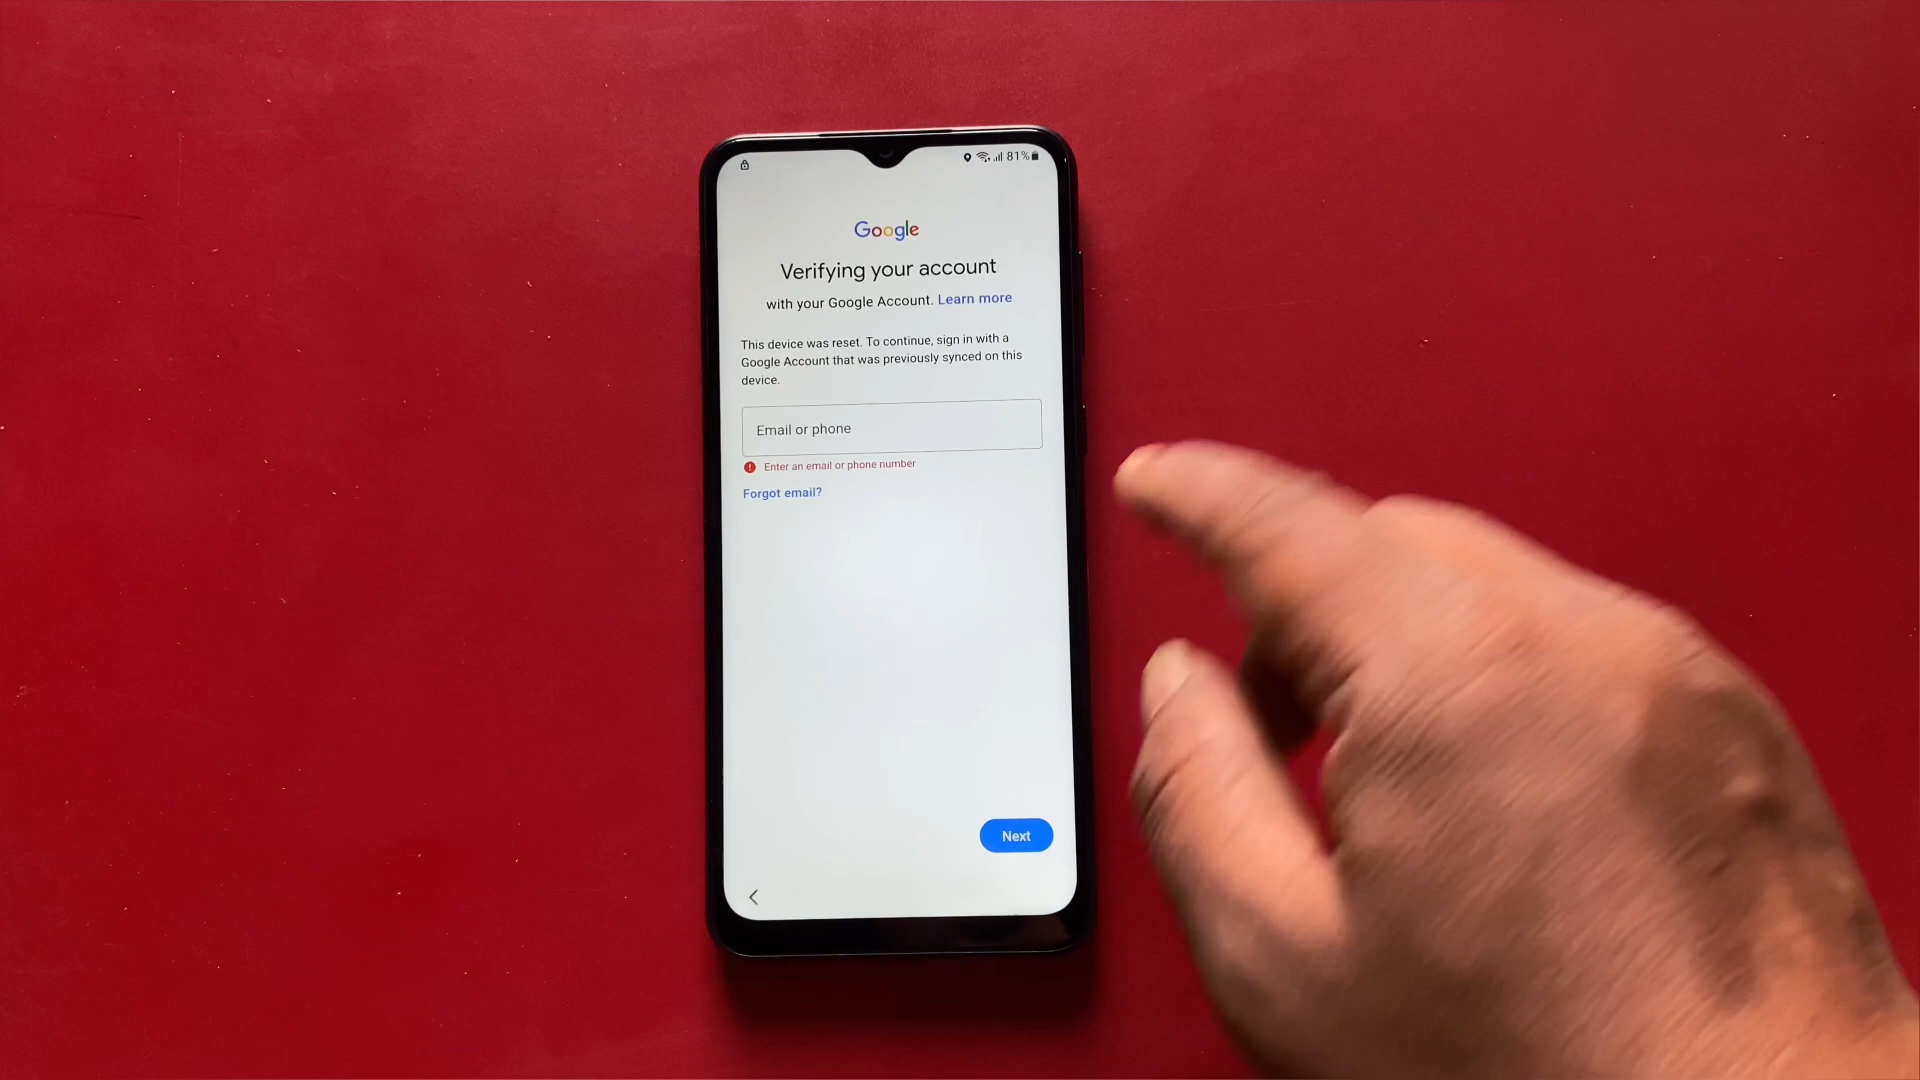 81%
Google
Verifying your account
with your Google Account. Learn more
This device was reset. To continue, sign in with a
Google Account that was previously synced on this
device.
Email or phone
Enter an email or phone number
Forgot email?
Next